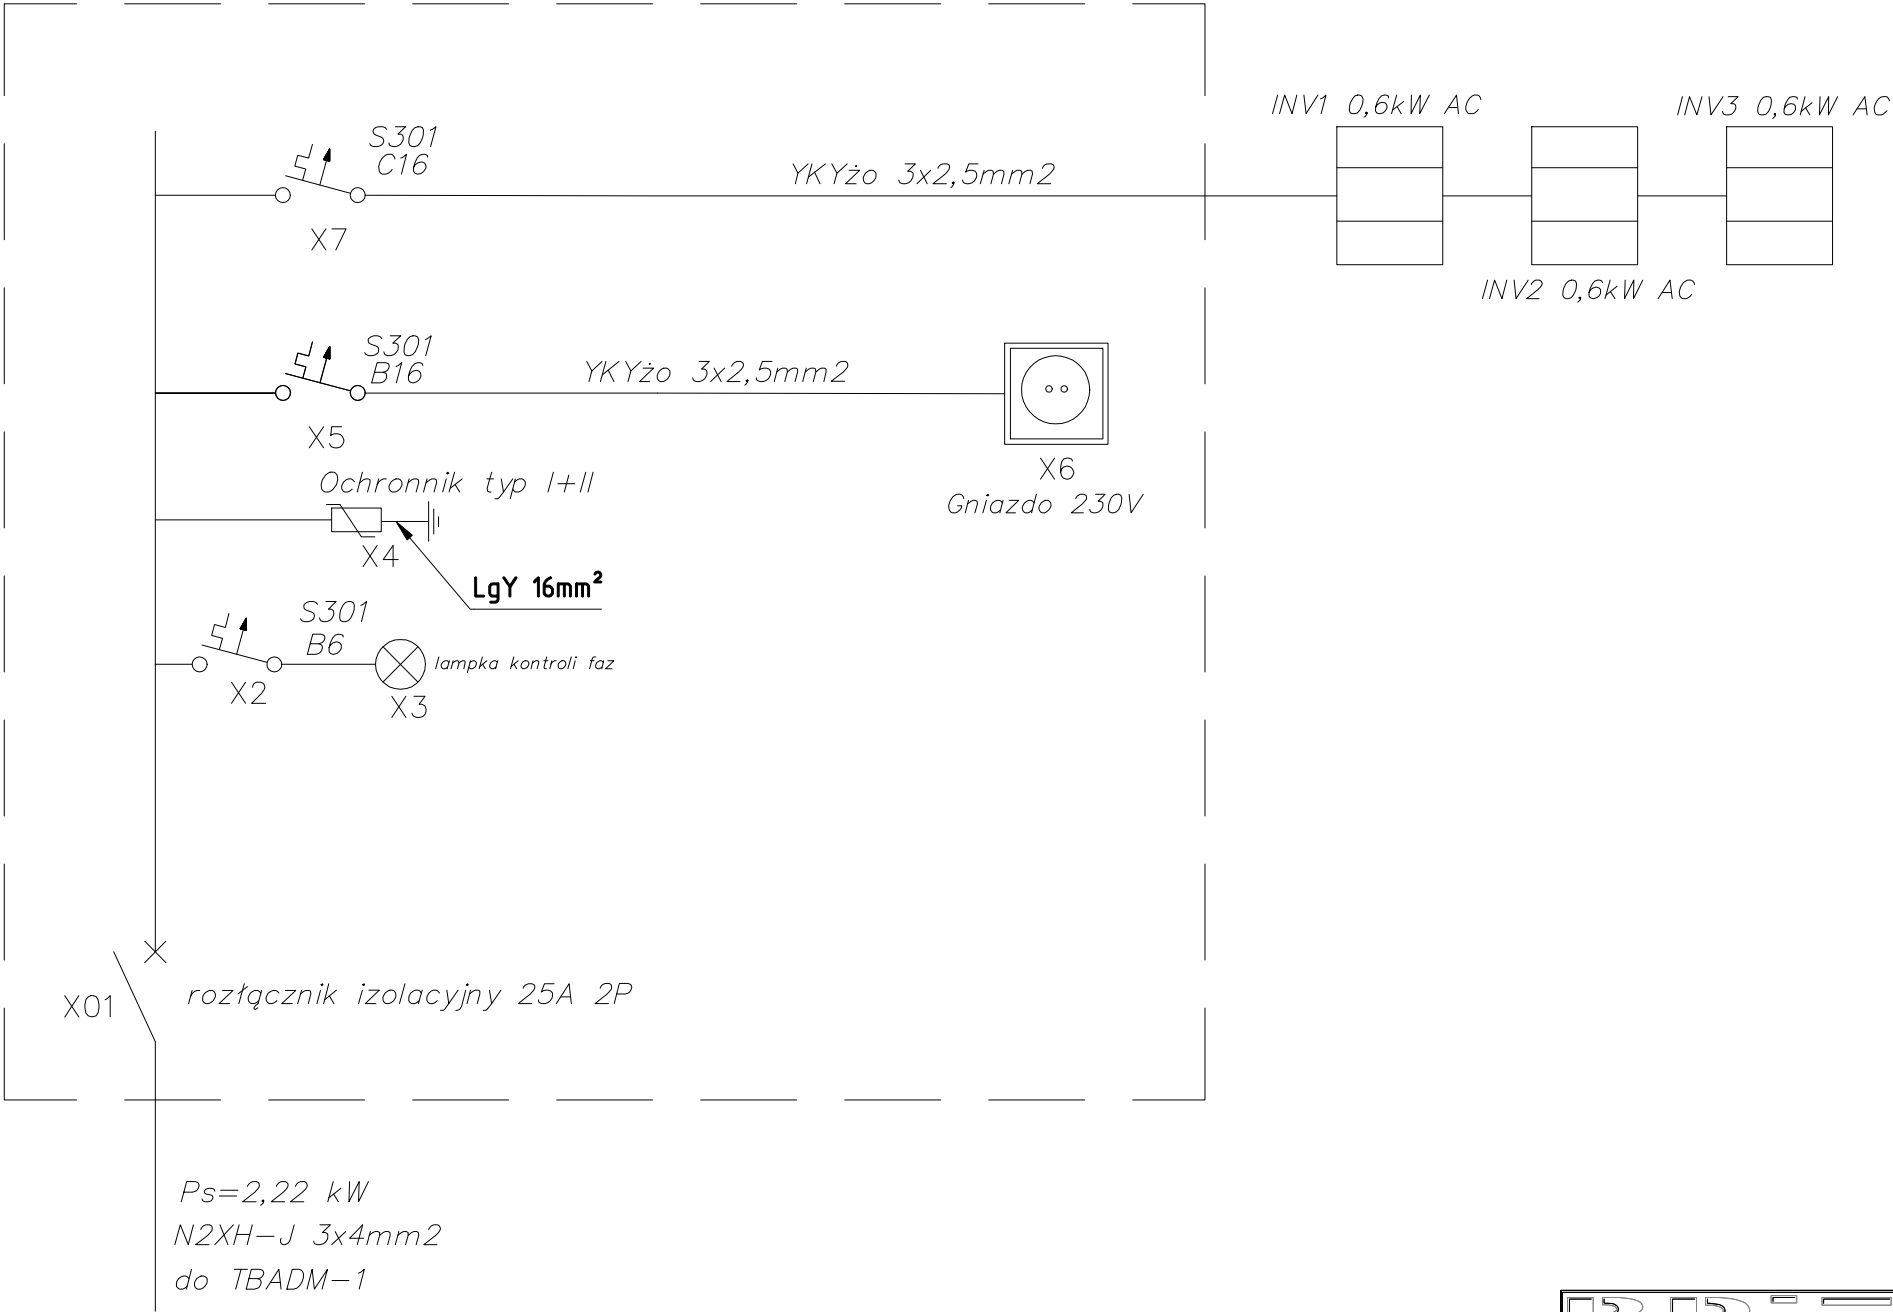 INV1 0,6kW AC
INV3 0,6kW AC
S301
C16
YKYżo 3x2,5mm2
X7
INV2 0,6kW AC
S301
B16
YKYżo 3x2,5mm2
X5
X6
Gniazdo 230V
Ochronnik typ I+II
X4
LgY 16mm²
S301
B6
lampka kontroli faz
X2
X3
X01
rozłącznik izolacyjny 25A 2P
Ps=2,22 kW
N2XH-J 3x4mm2
do TBADM-1